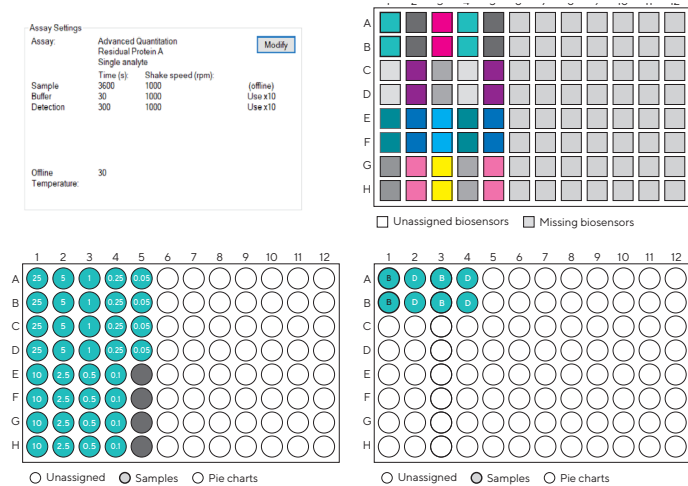 Assay Settings
Assay: Advanced Quantitation
Residual Protein A
Single analyte
Modify
Time (s): Shake speed (rpm):
Sample 3600 1000 (offline)
Buffer 30 1000 Use x10
Detection 300 1000 Use x10
Offline 30
Temperature:
A
B
C
D
E
F
G
H
Unassigned biosensors Missing biosensors
1 2 3 4 5 6 7 8 9 10 11 12
A 25 5 1 0.25 0.05
B 25 5 1 0.25 0.05
C 25 5 1 0.25 0.05
D 25 5 1 0.25 0.05
E 10 2.5 0.5 0.1
F 10 2.5 0.5 0.1
G 10 2.5 0.5 0.1
H 10 2.5 0.5 0.1
Unassigned Samples Pie charts
1 2 3 4 5 6 7 8 9 10 11 12
A B D B D
B B D B D
C
D
E
F
G
H
Unassigned Samples Pie charts